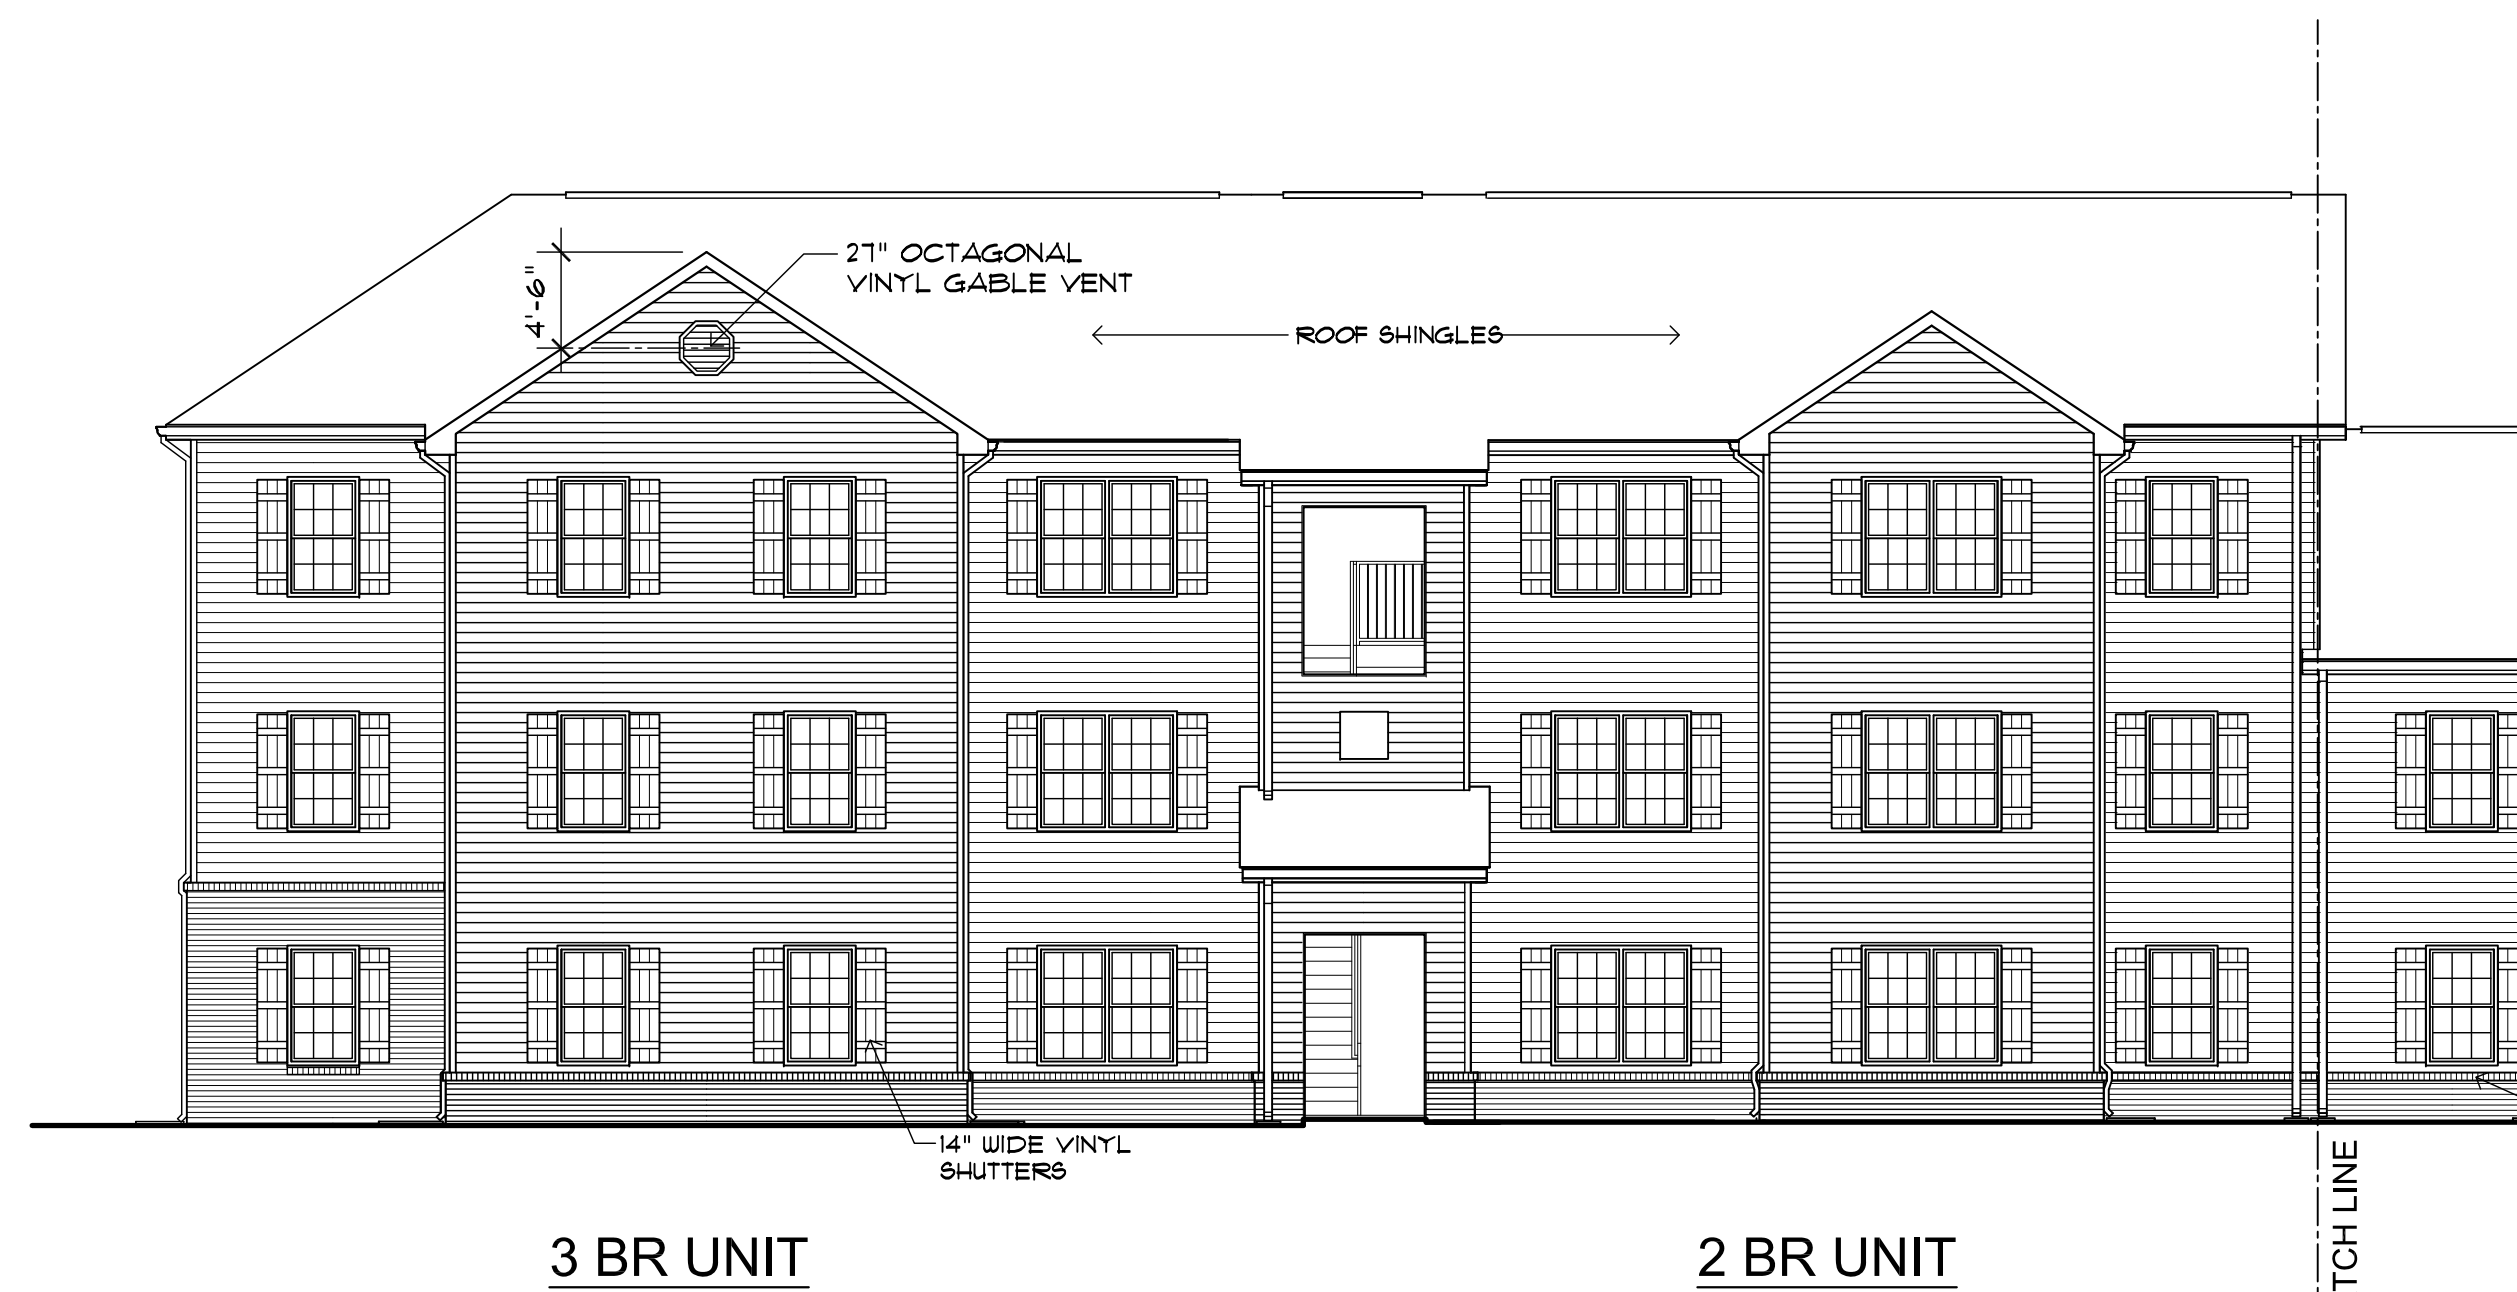 27" OCTAGONAL
VINYL GABLE VENT
4'-6"
ROOF SHINGLES
14" WIDE VINYL
SHUTTERS
3 BR UNIT
2 BR UNIT
TCH LINE